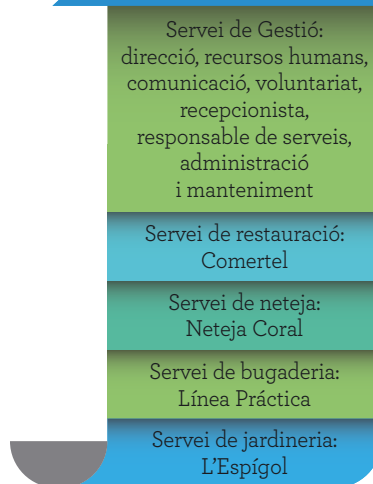 Servei de Gestió:
direcció, recursos humans,
comunicació, voluntariat,
recepcionista,
responsable de serveis,
administració
i manteniment
Servei de restauració:
Comertel
Servei de neteja:
Neteja Coral
Servei de bugaderia:
Línea Práctica
Servei de jardineria:
L'Espígol